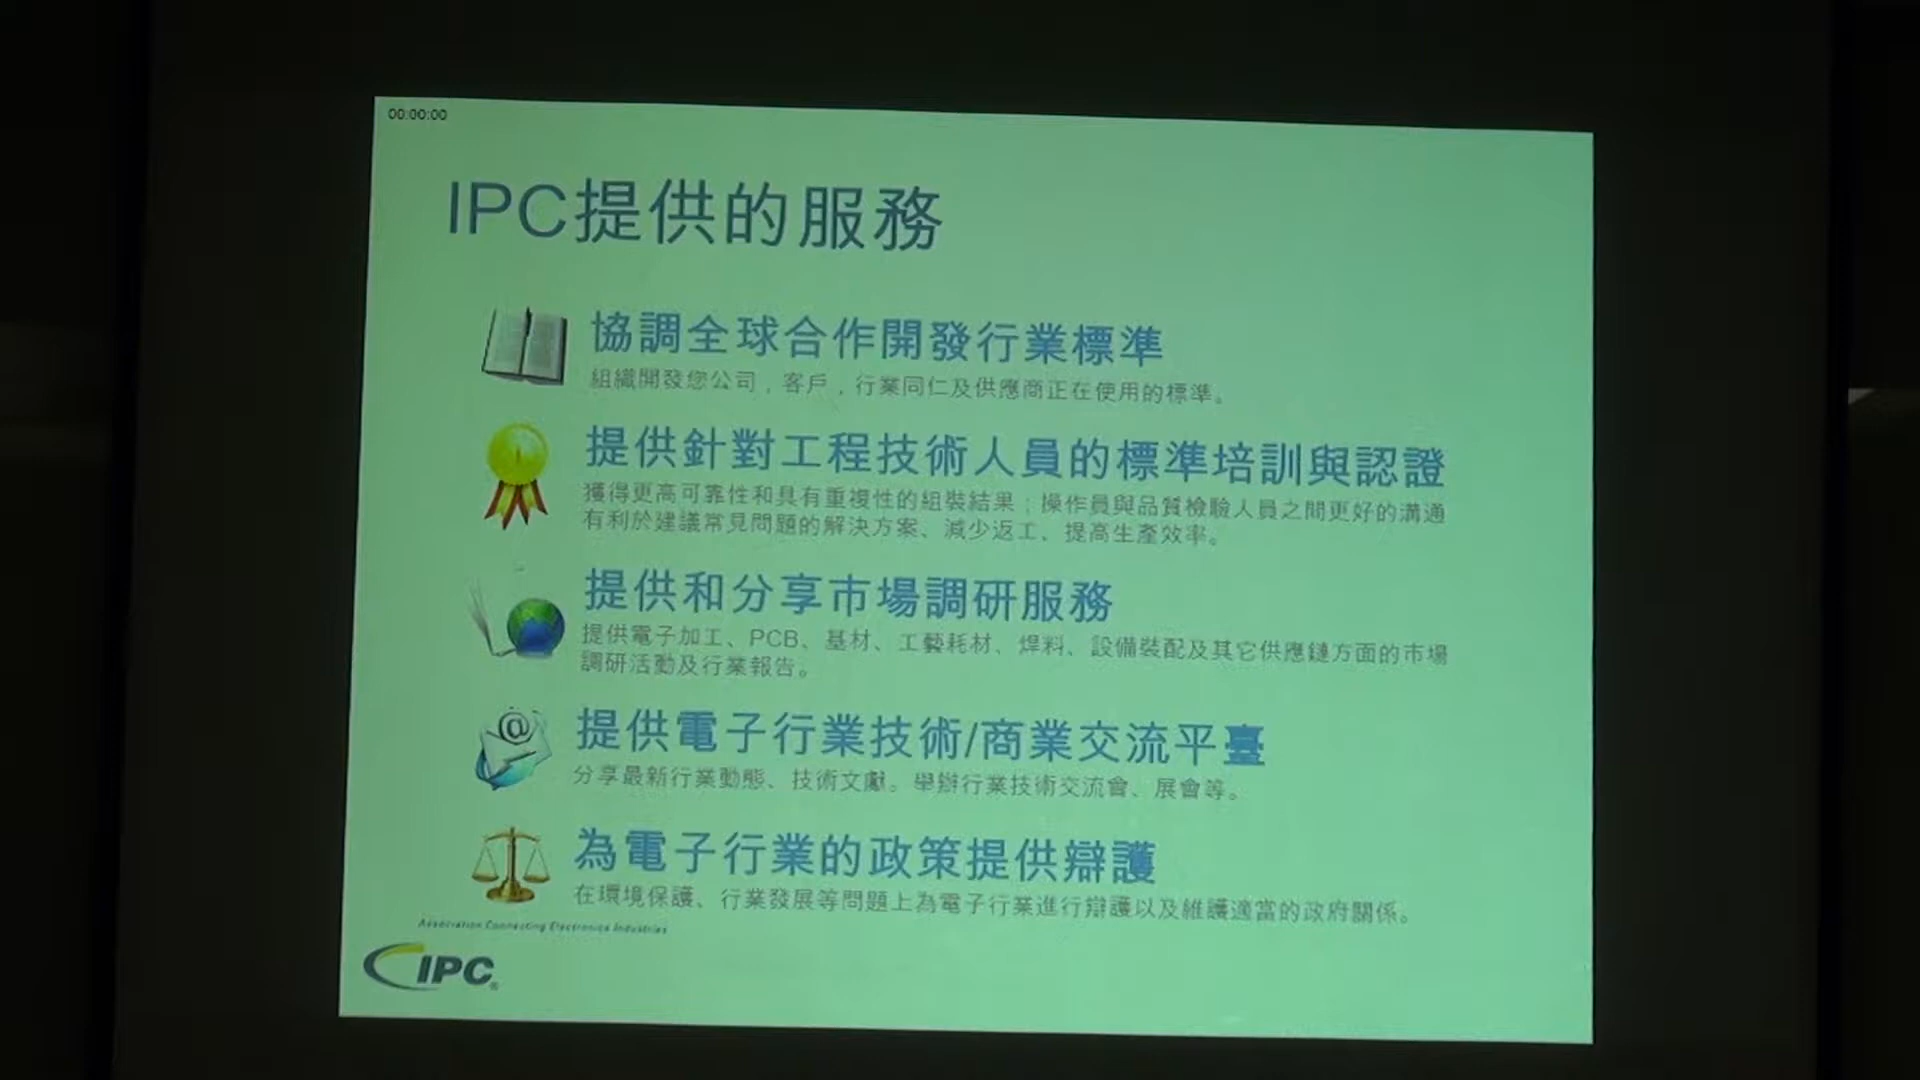 00:00:00
IPC提供的服務
協調全球合作開發行業標準
組織開發您公司，客戶，行業同仁及供應商正在使用的標準。
提供針對工程技術人員的標準培訓與認證
獲得更高可靠性和具有重複性的組裝結果；操作員與品質檢驗人員之間更好的溝通
有利於建議常見問題的解決方案、減少返工、提高生產效率。
提供和分享市場調研服務
提供電子加工、PCB、基材、工藝耗材、焊料、設備裝配及其它供應鏈方面的市場
調研活動及行業報告。
提供電子行業技術/商業交流平臺
分享最新行業動態、技術文獻。舉辦行業技術交流會、展會等。
為電子行業的政策提供辯護
在環境保護、行業發展等問題上為電子行業進行辯護以及維護適當的政府關係。
Association Connecting Electronics Industries
IPC®